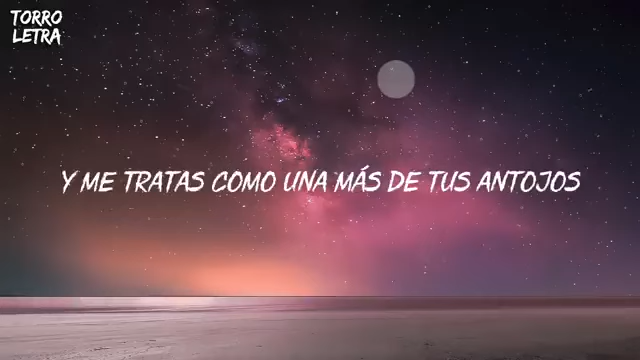 TORRO
LETRA
Y ME TRATAS COMO UNA MÁS DE TUS ANTOJOS